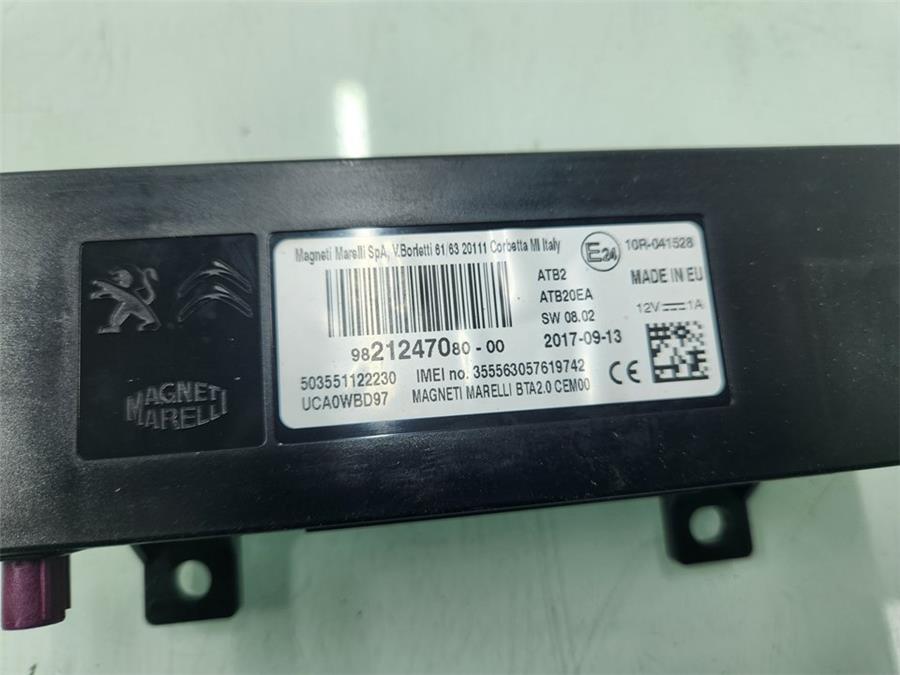 MAGNETI
MARELLI
Magneti Marelli SpA, V.Borletti 61/63 20111 Corbetta MI Italy
E24
10R-041528
ATB2
MADE IN EU
ATB20EA
SW 08.02
12V⎓1A
2017-09-13
9821247080-00
503551122230
IMEI no. 355563057619742
CE
UCA0WBD97
MAGNETI MARELLI BTA2.0 CEM00